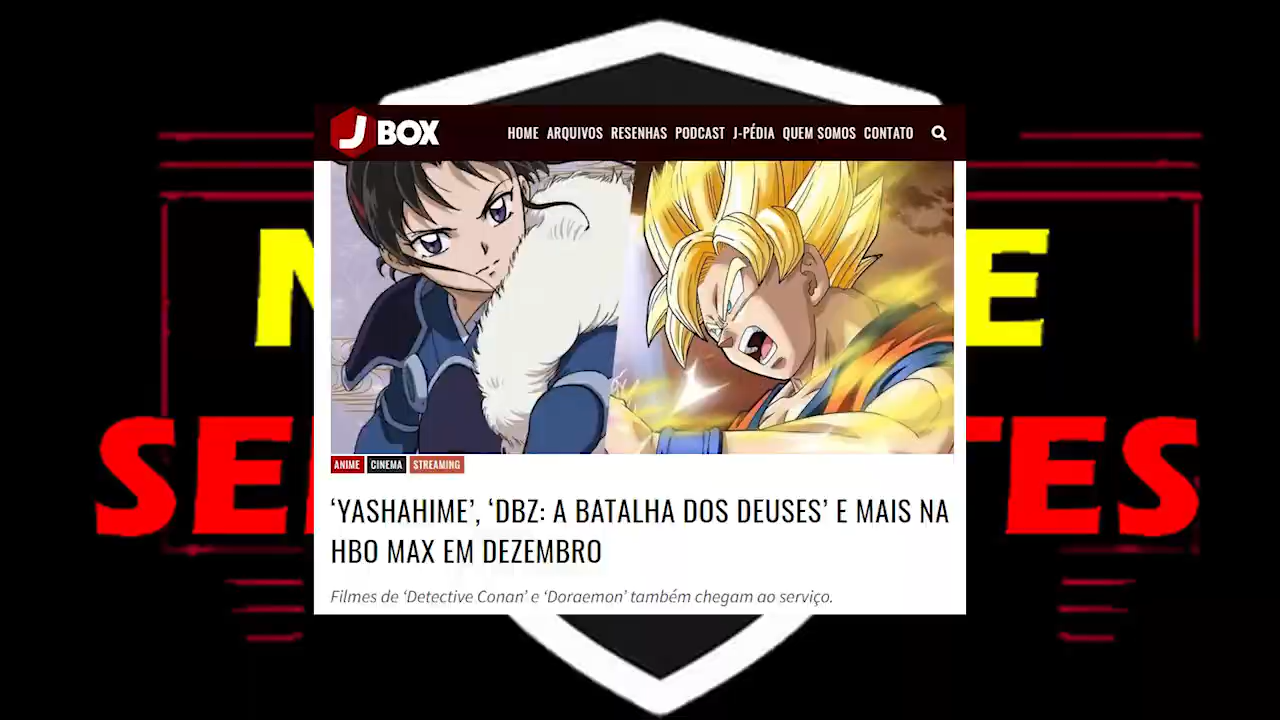 J BOX
HOME ARQUIVOS RESENHAS PODCAST J-PÉDIA QUEM SOMOS CONTATO
ANIME CINEMA STREAMING
‘YASHAHIME’, ‘DBZ: A BATALHA DOS DEUSES’ E MAIS NA
HBO MAX EM DEZEMBRO
Filmes de ‘Detective Conan’ e ‘Doraemon’ também chegam ao serviço.